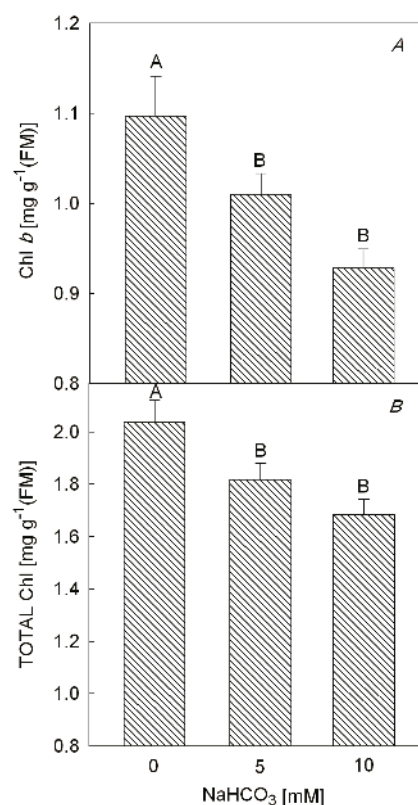 1.2
A
A
1.1
B
Chl b [mg g⁻¹(FM)]
1.0
B
0.9
0.8
A
B
2.0
B
1.8
B
TOTAL Chl [mg g⁻¹(FM)]
1.6
1.4
1.2
1.0
0.8
0 5 10
NaHCO₃ [mM]